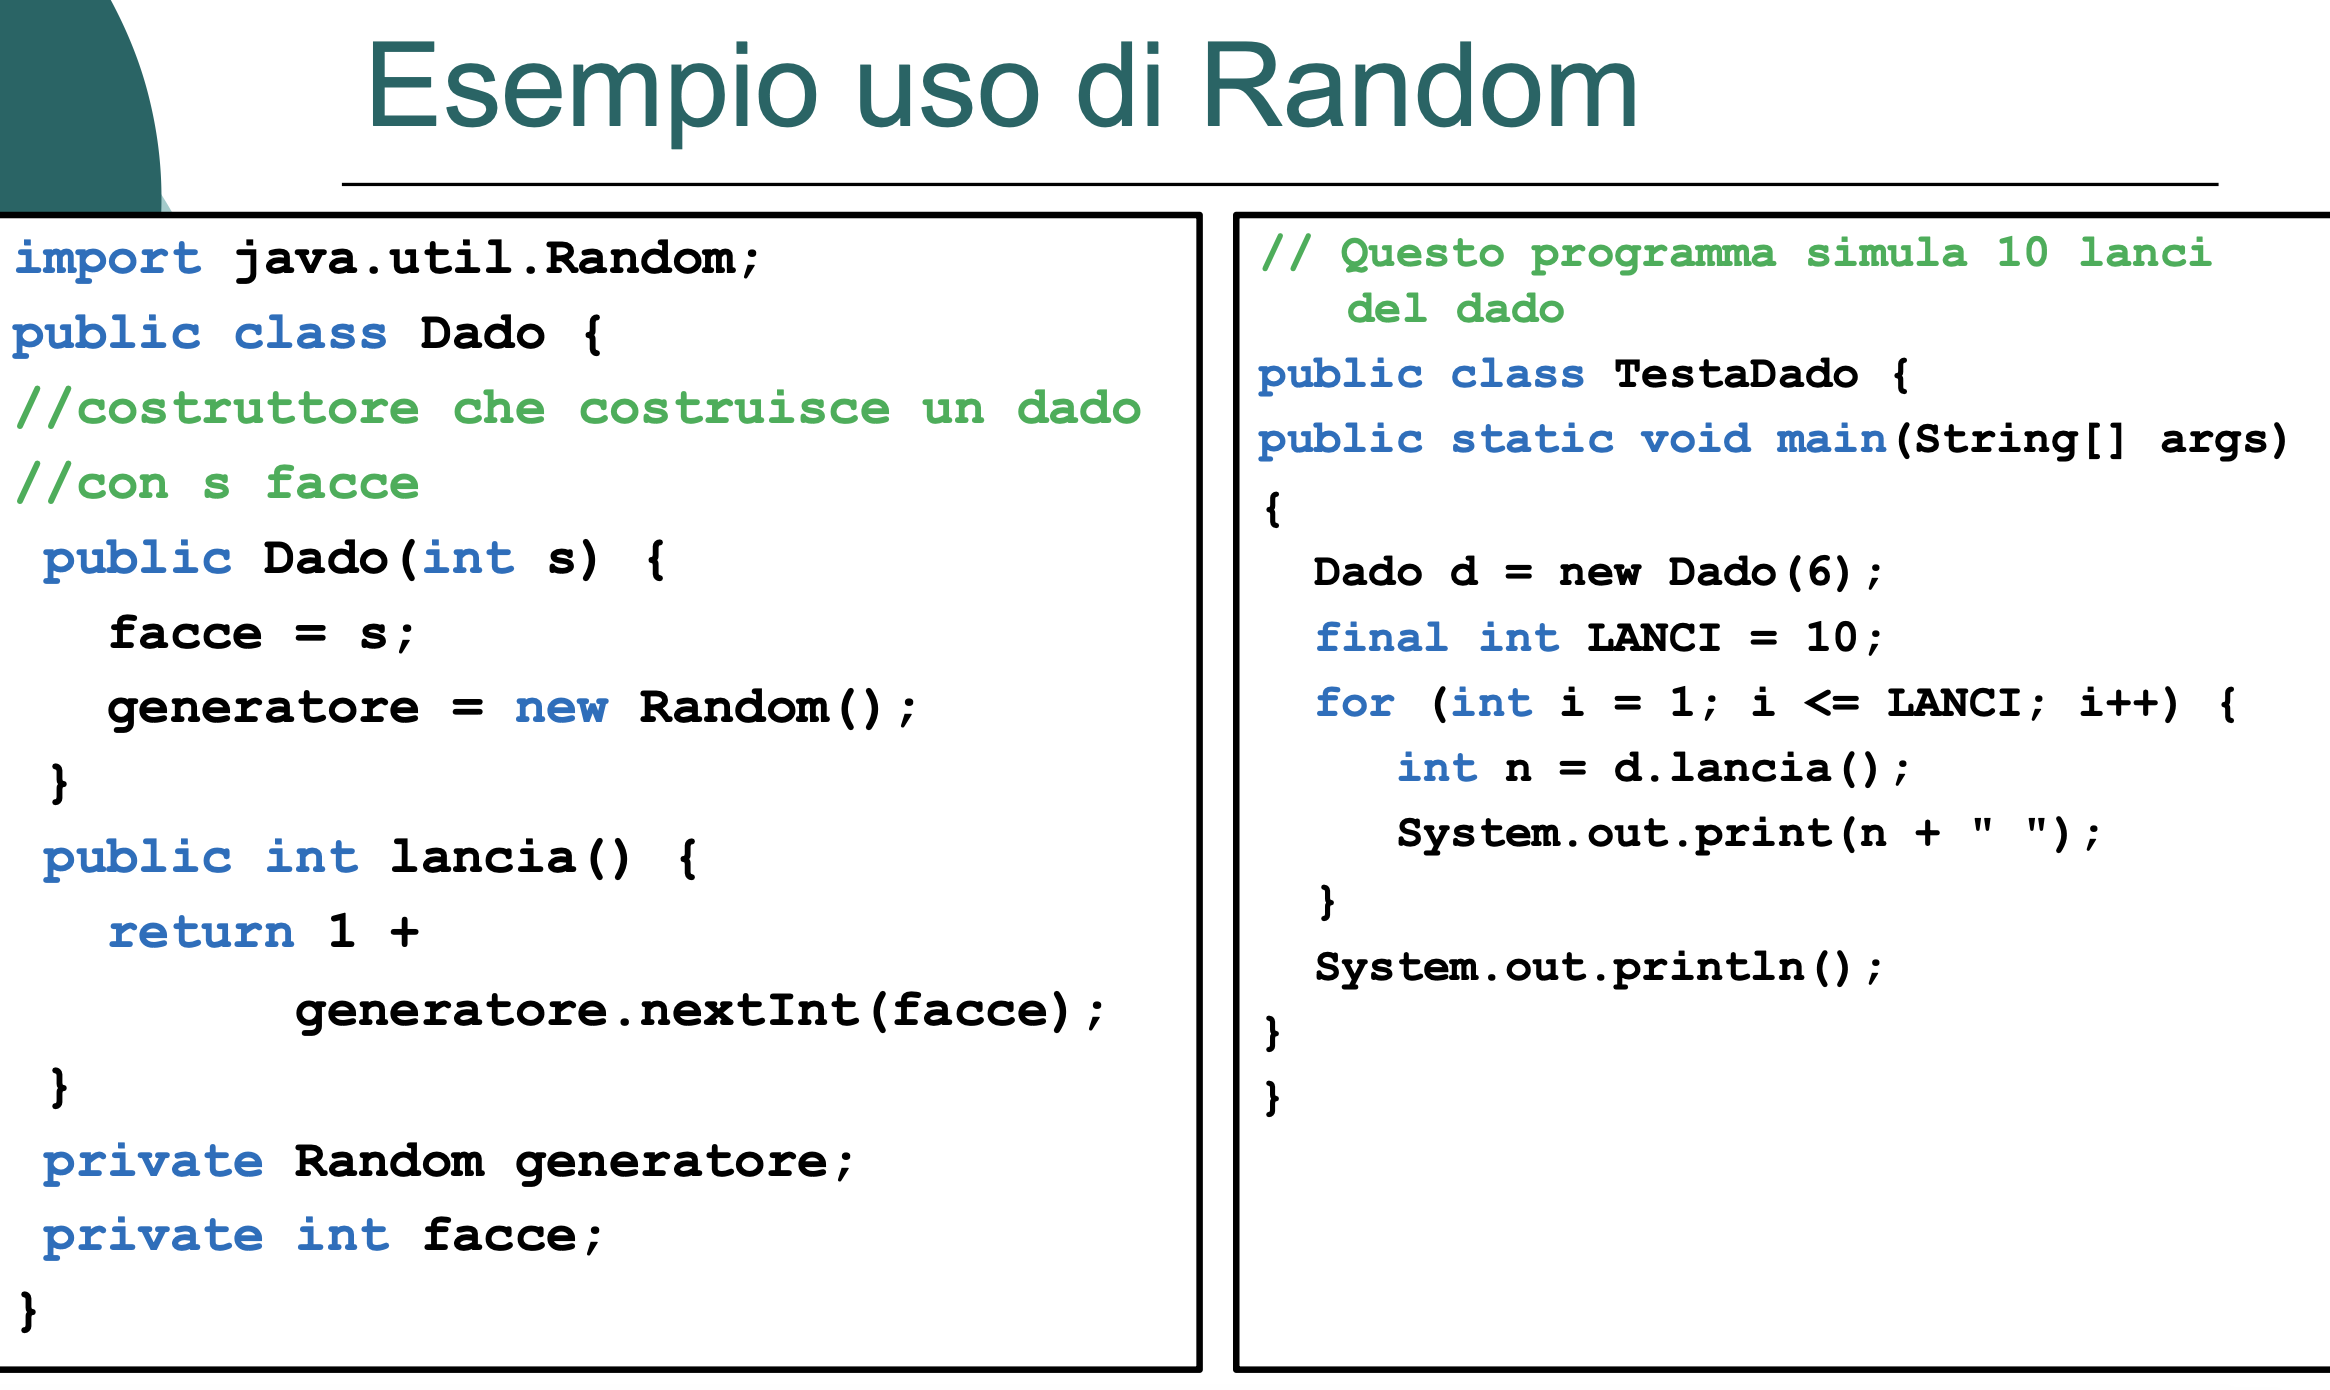 Esempio uso di Random
import java.util.Random;
public class Dado {
//costruttore che costruisce un dado
//con s facce
public Dado(int s) {
facce = s;
generatore = new Random();
}
public int lancia() {
return 1 +
generatore.nextInt(facce);
}
private Random generatore;
private int facce;
}
// Questo programma simula 10 lanci
del dado
public class TestaDado {
public static void main(String[] args)
{
Dado d = new Dado(6);
final int LANCI = 10;
for (int i = 1; i <= LANCI; i++) {
int n = d.lancia();
System.out.print(n + " ");
}
System.out.println();
}
}